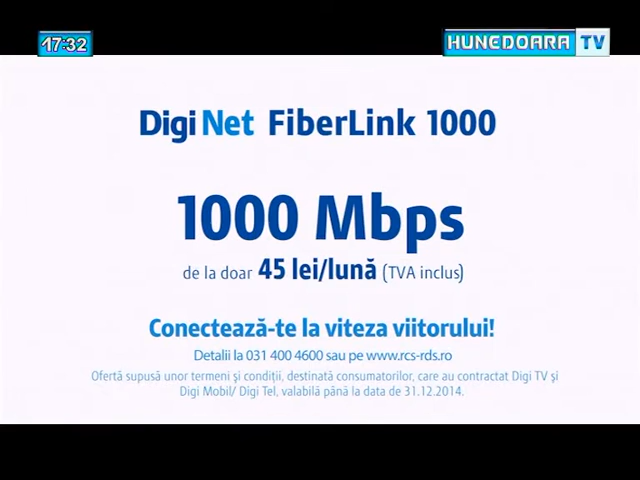 17:32
HUNEDOARA TV
Digi Net FiberLink 1000
1000 Mbps
de la doar 45 lei/lună (TVA inclus)
Conectează-te la viteza viitorului!
Detalii la 031 400 4600 sau pe www.rcs-rds.ro
Ofertă supusă unor termeni şi condiţii, destinată consumatorilor, care au contractat Digi TV şi
Digi Mobil/ Digi Tel, valabilă până la data de 31.12.2014.